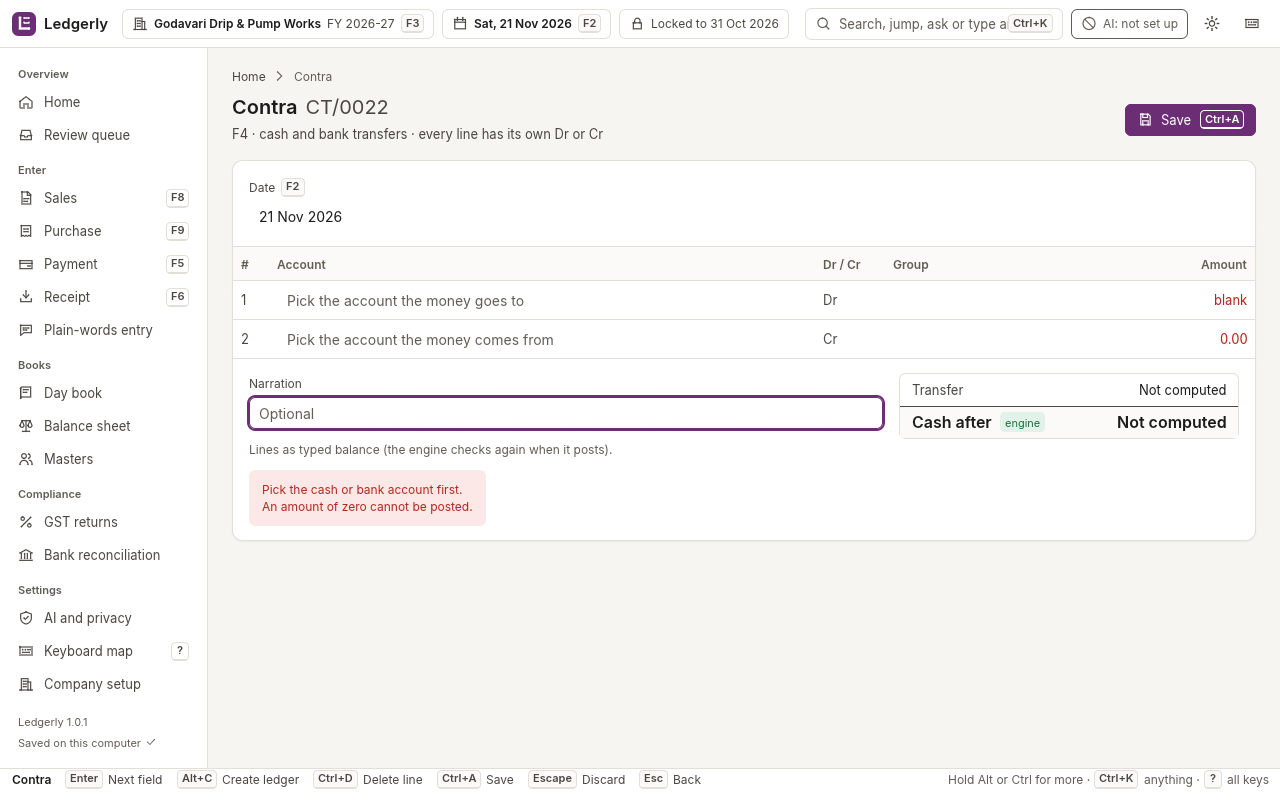 Ledgerly
Godavari Drip & Pump Works FY 2026-27 F3
Sat, 21 Nov 2026 F2
Locked to 31 Oct 2026
Search, jump, ask or type a Ctrl+K
AI: not set up
Overview
Home
Review queue
Enter
Sales F8
Purchase F9
Payment F5
Receipt F6
Plain-words entry
Books
Day book
Balance sheet
Masters
Compliance
GST returns
Bank reconciliation
Settings
AI and privacy
Keyboard map ?
Company setup
Ledgerly 1.0.1
Saved on this computer
Home Contra
Contra CT/0022
F4 · cash and bank transfers · every line has its own Dr or Cr
Save Ctrl+A
Date F2
21 Nov 2026
# Account Dr / Cr Group Amount
1 Pick the account the money goes to Dr blank
2 Pick the account the money comes from Cr 0.00
Narration
Optional
Lines as typed balance (the engine checks again when it posts).
Pick the cash or bank account first.
An amount of zero cannot be posted.
Transfer Not computed
Cash after engine Not computed
Contra Enter Next field Alt+C Create ledger Ctrl+D Delete line Ctrl+A Save Escape Discard Esc Back
Hold Alt or Ctrl for more · Ctrl+K anything · ? all keys